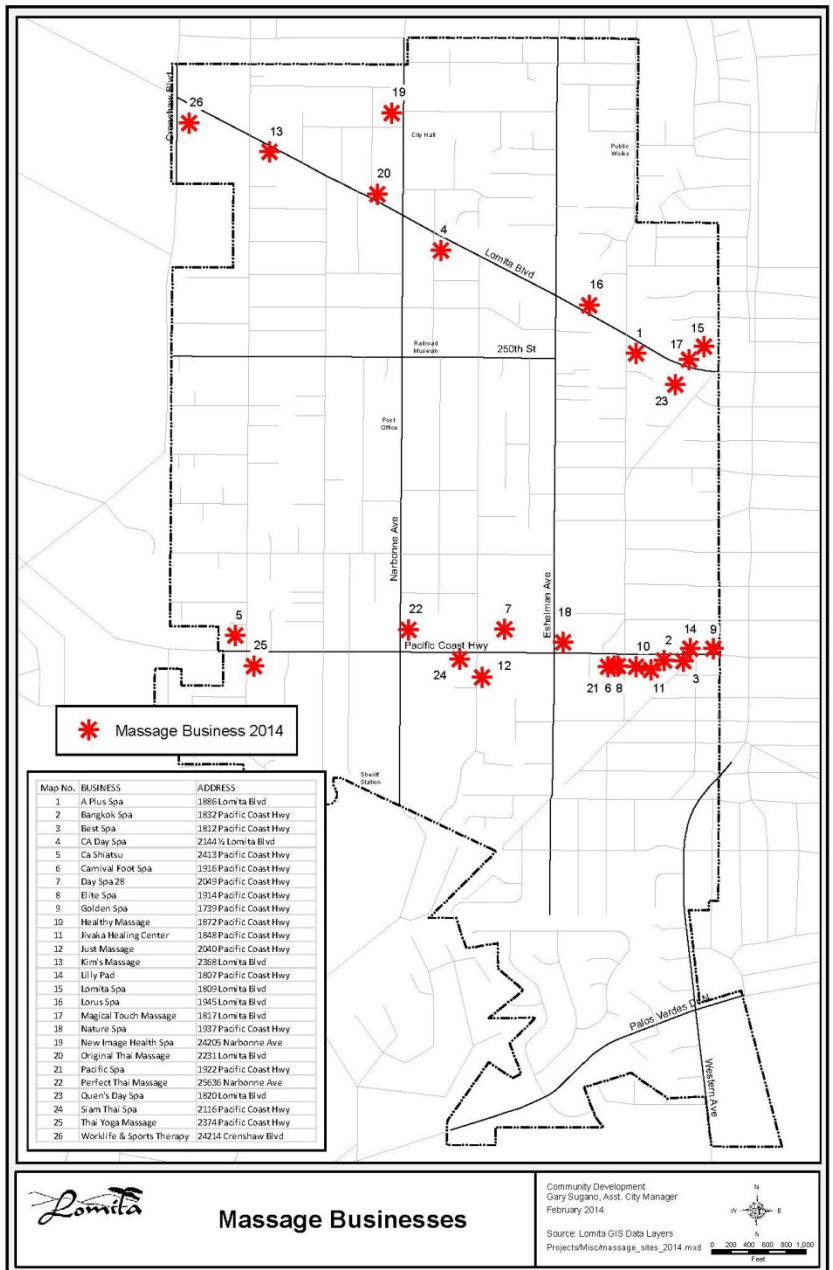 Crenshaw Blvd
26
13
19
City Hall
Public
Works
20
4
Lomita Blvd
16
1
15
17
23
Railroad
Museum
250th St
Post
Office
Narbonne Ave
Eshelman Ave
5
25
22
7
18
Pacific Coast Hwy
24
12
21
6
8
10
11
2
14
3
9
Massage Business 2014
Sheriff
Station
Map No. BUSINESS ADDRESS
1 A Plus Spa 1886 Lomita Blvd
2 Bangkok Spa 1832 Pacific Coast Hwy
3 Best Spa 1812 Pacific Coast Hwy
4 CA Day Spa 2144 ½ Lomita Blvd
5 Ca Shiatsu 2413 Pacific Coast Hwy
6 Carnival Foot Spa 1916 Pacific Coast Hwy
7 Day Spa 28 2049 Pacific Coast Hwy
8 Elite Spa 1914 Pacific Coast Hwy
9 Golden Spa 1739 Pacific Coast Hwy
10 Healthy Massage 1872 Pacific Coast Hwy
11 Jivaka Healing Center 1848 Pacific Coast Hwy
12 Just Massage 2040 Pacific Coast Hwy
13 Kim's Massage 2368 Lomita Blvd
14 Lilly Pad 1807 Pacific Coast Hwy
15 Lomita Spa 1809 Lomita Blvd
16 Lorus Spa 1945 Lomita Blvd
17 Magical Touch Massage 1817 Lomita Blvd
18 Nature Spa 1937 Pacific Coast Hwy
19 New Image Health Spa 24205 Narbonne Ave
20 Original Thai Massage 2231 Lomita Blvd
21 Pacific Spa 1922 Pacific Coast Hwy
22 Perfect Thai Massage 25636 Narbonne Ave
23 Quen's Day Spa 1820 Lomita Blvd
24 Siam Thai Spa 2116 Pacific Coast Hwy
25 Thai Yoga Massage 2374 Pacific Coast Hwy
26 Worklife & Sports Therapy 24214 Crenshaw Blvd
Palos Verdes Dr N
Western Ave
Lomita
Massage Businesses
Community Development
Gary Sugano, Asst. City Manager
February 2014
Source: Lomita GIS Data Layers
Projects/Misc/massage_sites_2014.mxd
N
W E
S
0 200 400 600 800 1,000
Feet